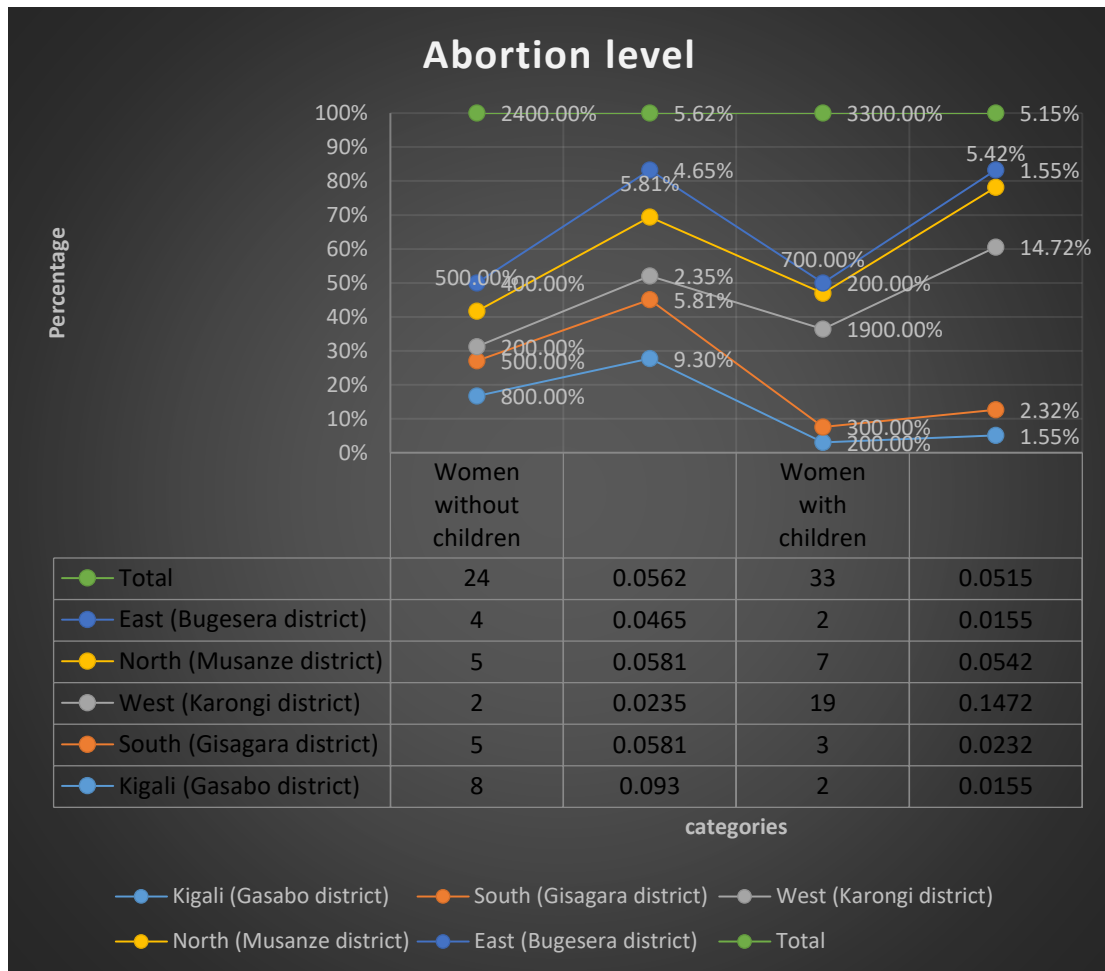 Abortion level
100%
90%
80%
70%
60%
50%
40%
30%
20%
10%
0%
Percentage
2400.00% 5.62% 3300.00% 5.15%
5.42%
4.65% 1.55%
5.81%
14.72%
700.00%
500.00% 400.00% 2.35% 200.00%
5.81%
1900.00%
200.00%
500.00% 9.30%
800.00%
300.00% 2.32%
200.00% 1.55%
Women without children
Women with children
Total 24 0.0562 33 0.0515
East (Bugesera district) 4 0.0465 2 0.0155
North (Musanze district) 5 0.0581 7 0.0542
West (Karongi district) 2 0.0235 19 0.1472
South (Gisagara district) 5 0.0581 3 0.0232
Kigali (Gasabo district) 8 0.093 2 0.0155
categories
Kigali (Gasabo district) South (Gisagara district) West (Karongi district)
North (Musanze district) East (Bugesera district) Total